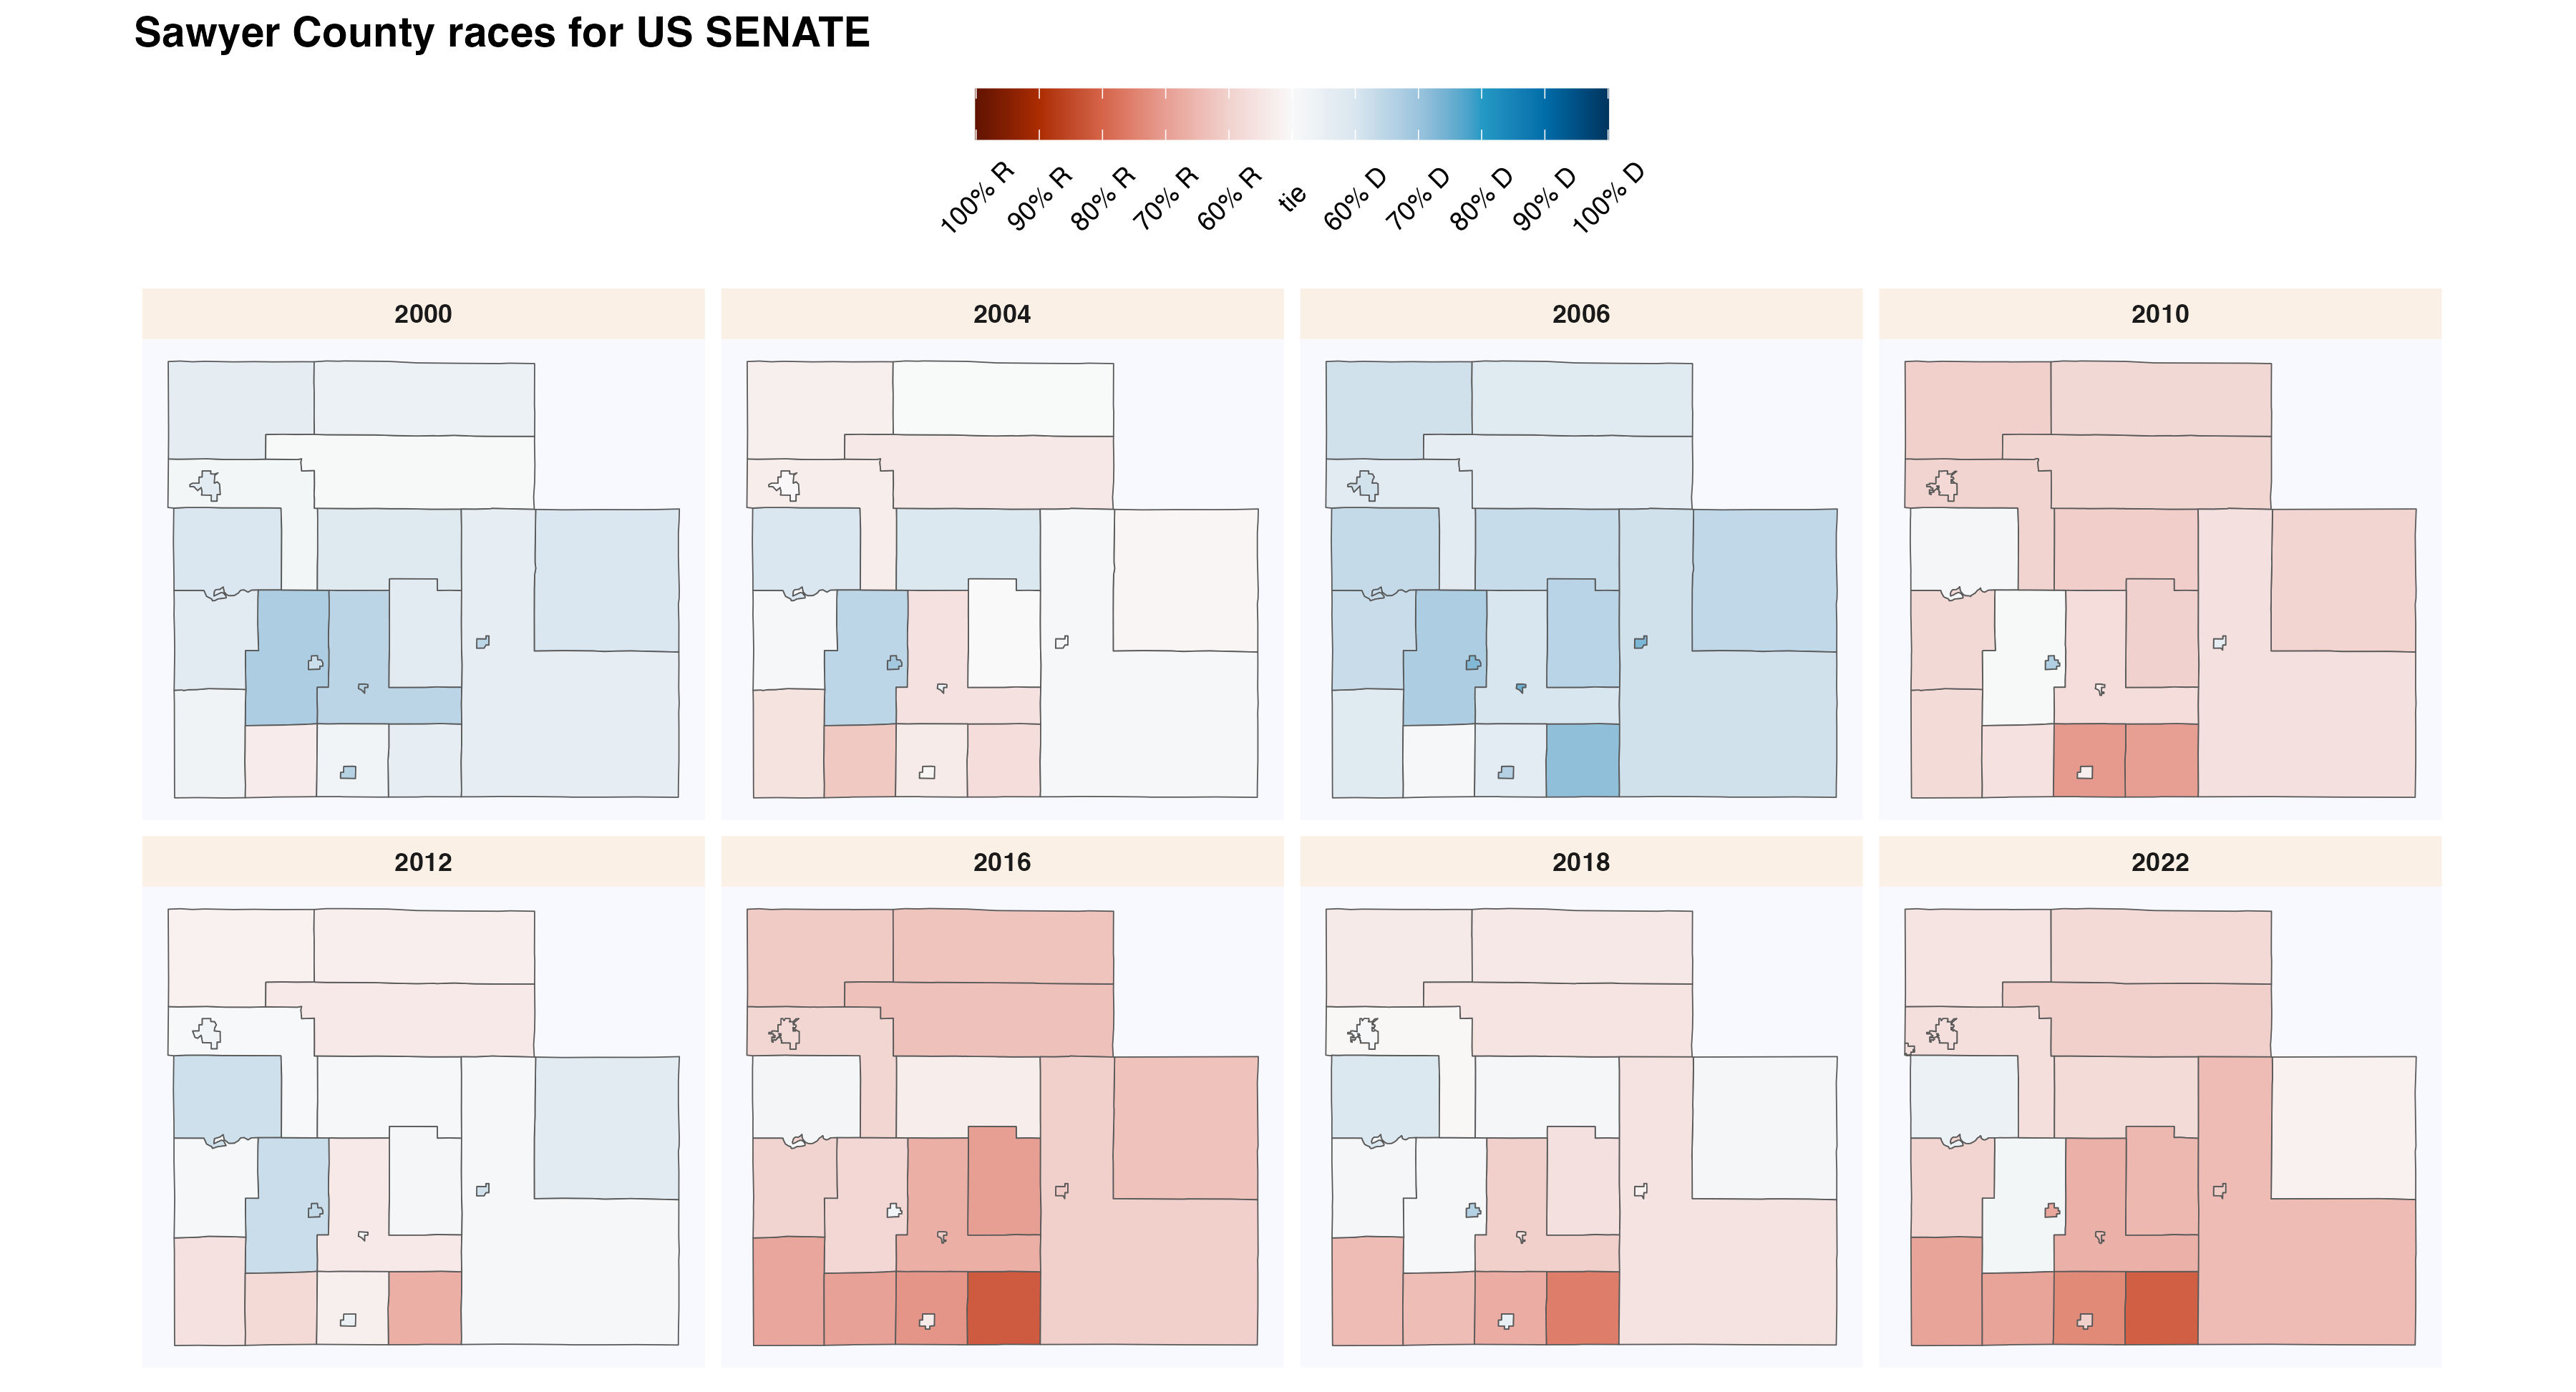 Sawyer County races for US SENATE
100% R
90% R
80% R
70% R
60% R
tie
60% D
70% D
80% D
90% D
100% D
2000
2004
2006
2010
2012
2016
2018
2022